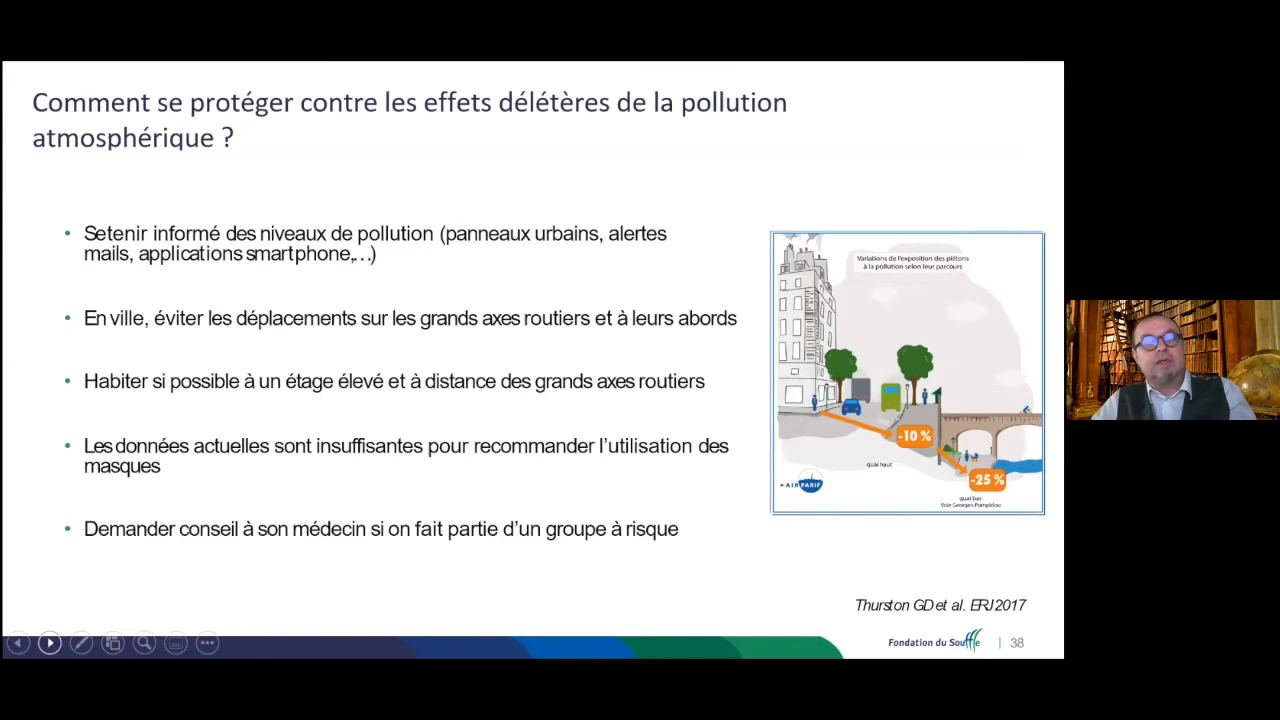 Comment se protéger contre les effets délétères de la pollution
atmosphérique ?
• Se tenir informé des niveaux de pollution (panneaux urbains, alertes
mails, applications smartphone,…)
• En ville, éviter les déplacements sur les grands axes routiers et à leurs abords
• Habiter si possible à un étage élevé et à distance des grands axes routiers
• Les données actuelles sont insuffisantes pour recommander l’utilisation des
masques
• Demander conseil à son médecin si on fait partie d’un groupe à risque
Variations de l'exposition des piétons
à la pollution selon leur parcours
-10 %
quai haut
-25 %
AIRPARIF
quai bas
Voie Georges-Pompidou
Thurston GD et al. ERJ 2017
Fondation du Souffle
38